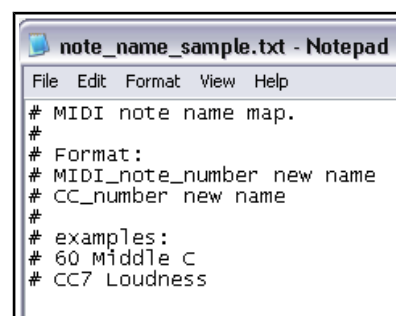 note_name_sample.txt - Notepad
File Edit Format View Help
# MIDI note name map.
#
# Format:
# MIDI_note_number new name
# CC_number new name
#
# examples:
# 60 Middle C
# CC7 Loudness